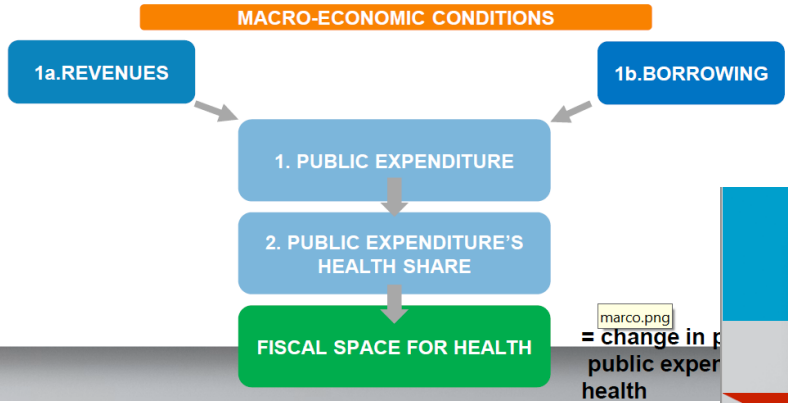 MACRO-ECONOMIC CONDITIONS
1a.REVENUES
1b.BORROWING
1. PUBLIC EXPENDITURE
2. PUBLIC EXPENDITURE'S
HEALTH SHARE
FISCAL SPACE FOR HEALTH
marco.png
= change in
public
health